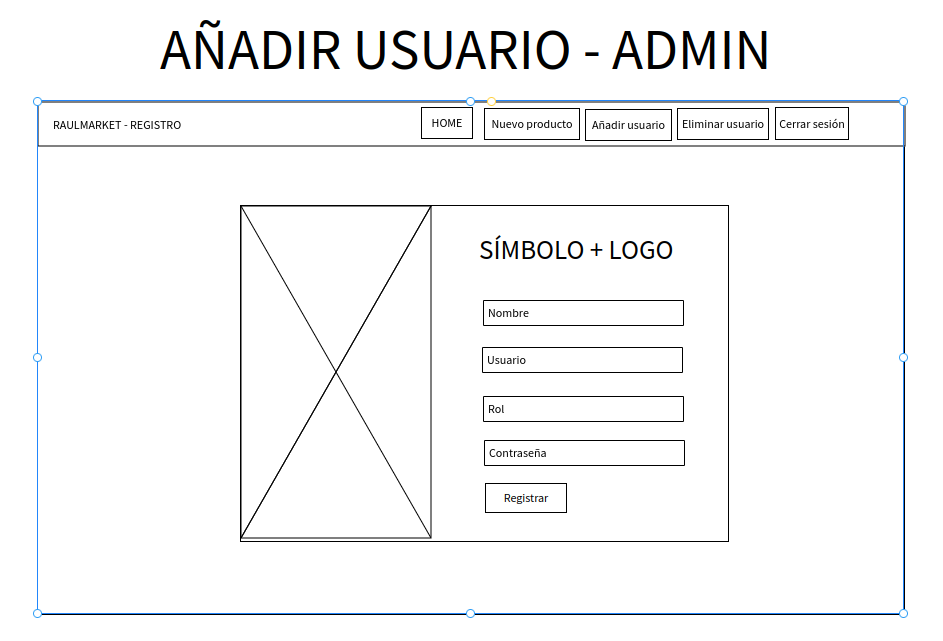 AÑADIR USUARIO - ADMIN
RAULMARKET - REGISTRO
HOME
Nuevo producto
Añadir usuario
Eliminar usuario
Cerrar sesión
SÍMBOLO + LOGO
Nombre
Usuario
Rol
Contraseña
Registrar